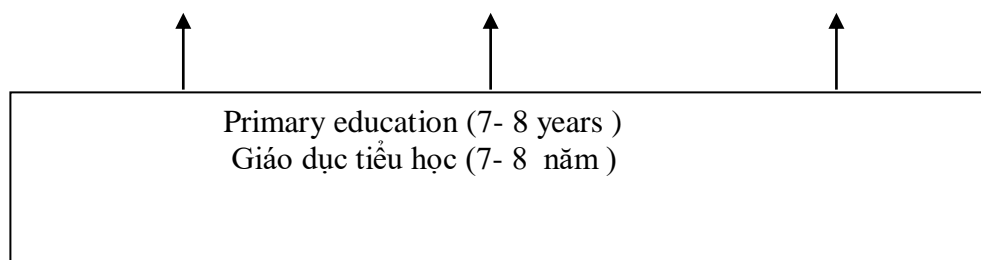 Primary education (7- 8 years )
Giáo dục tiểu học (7- 8 năm )